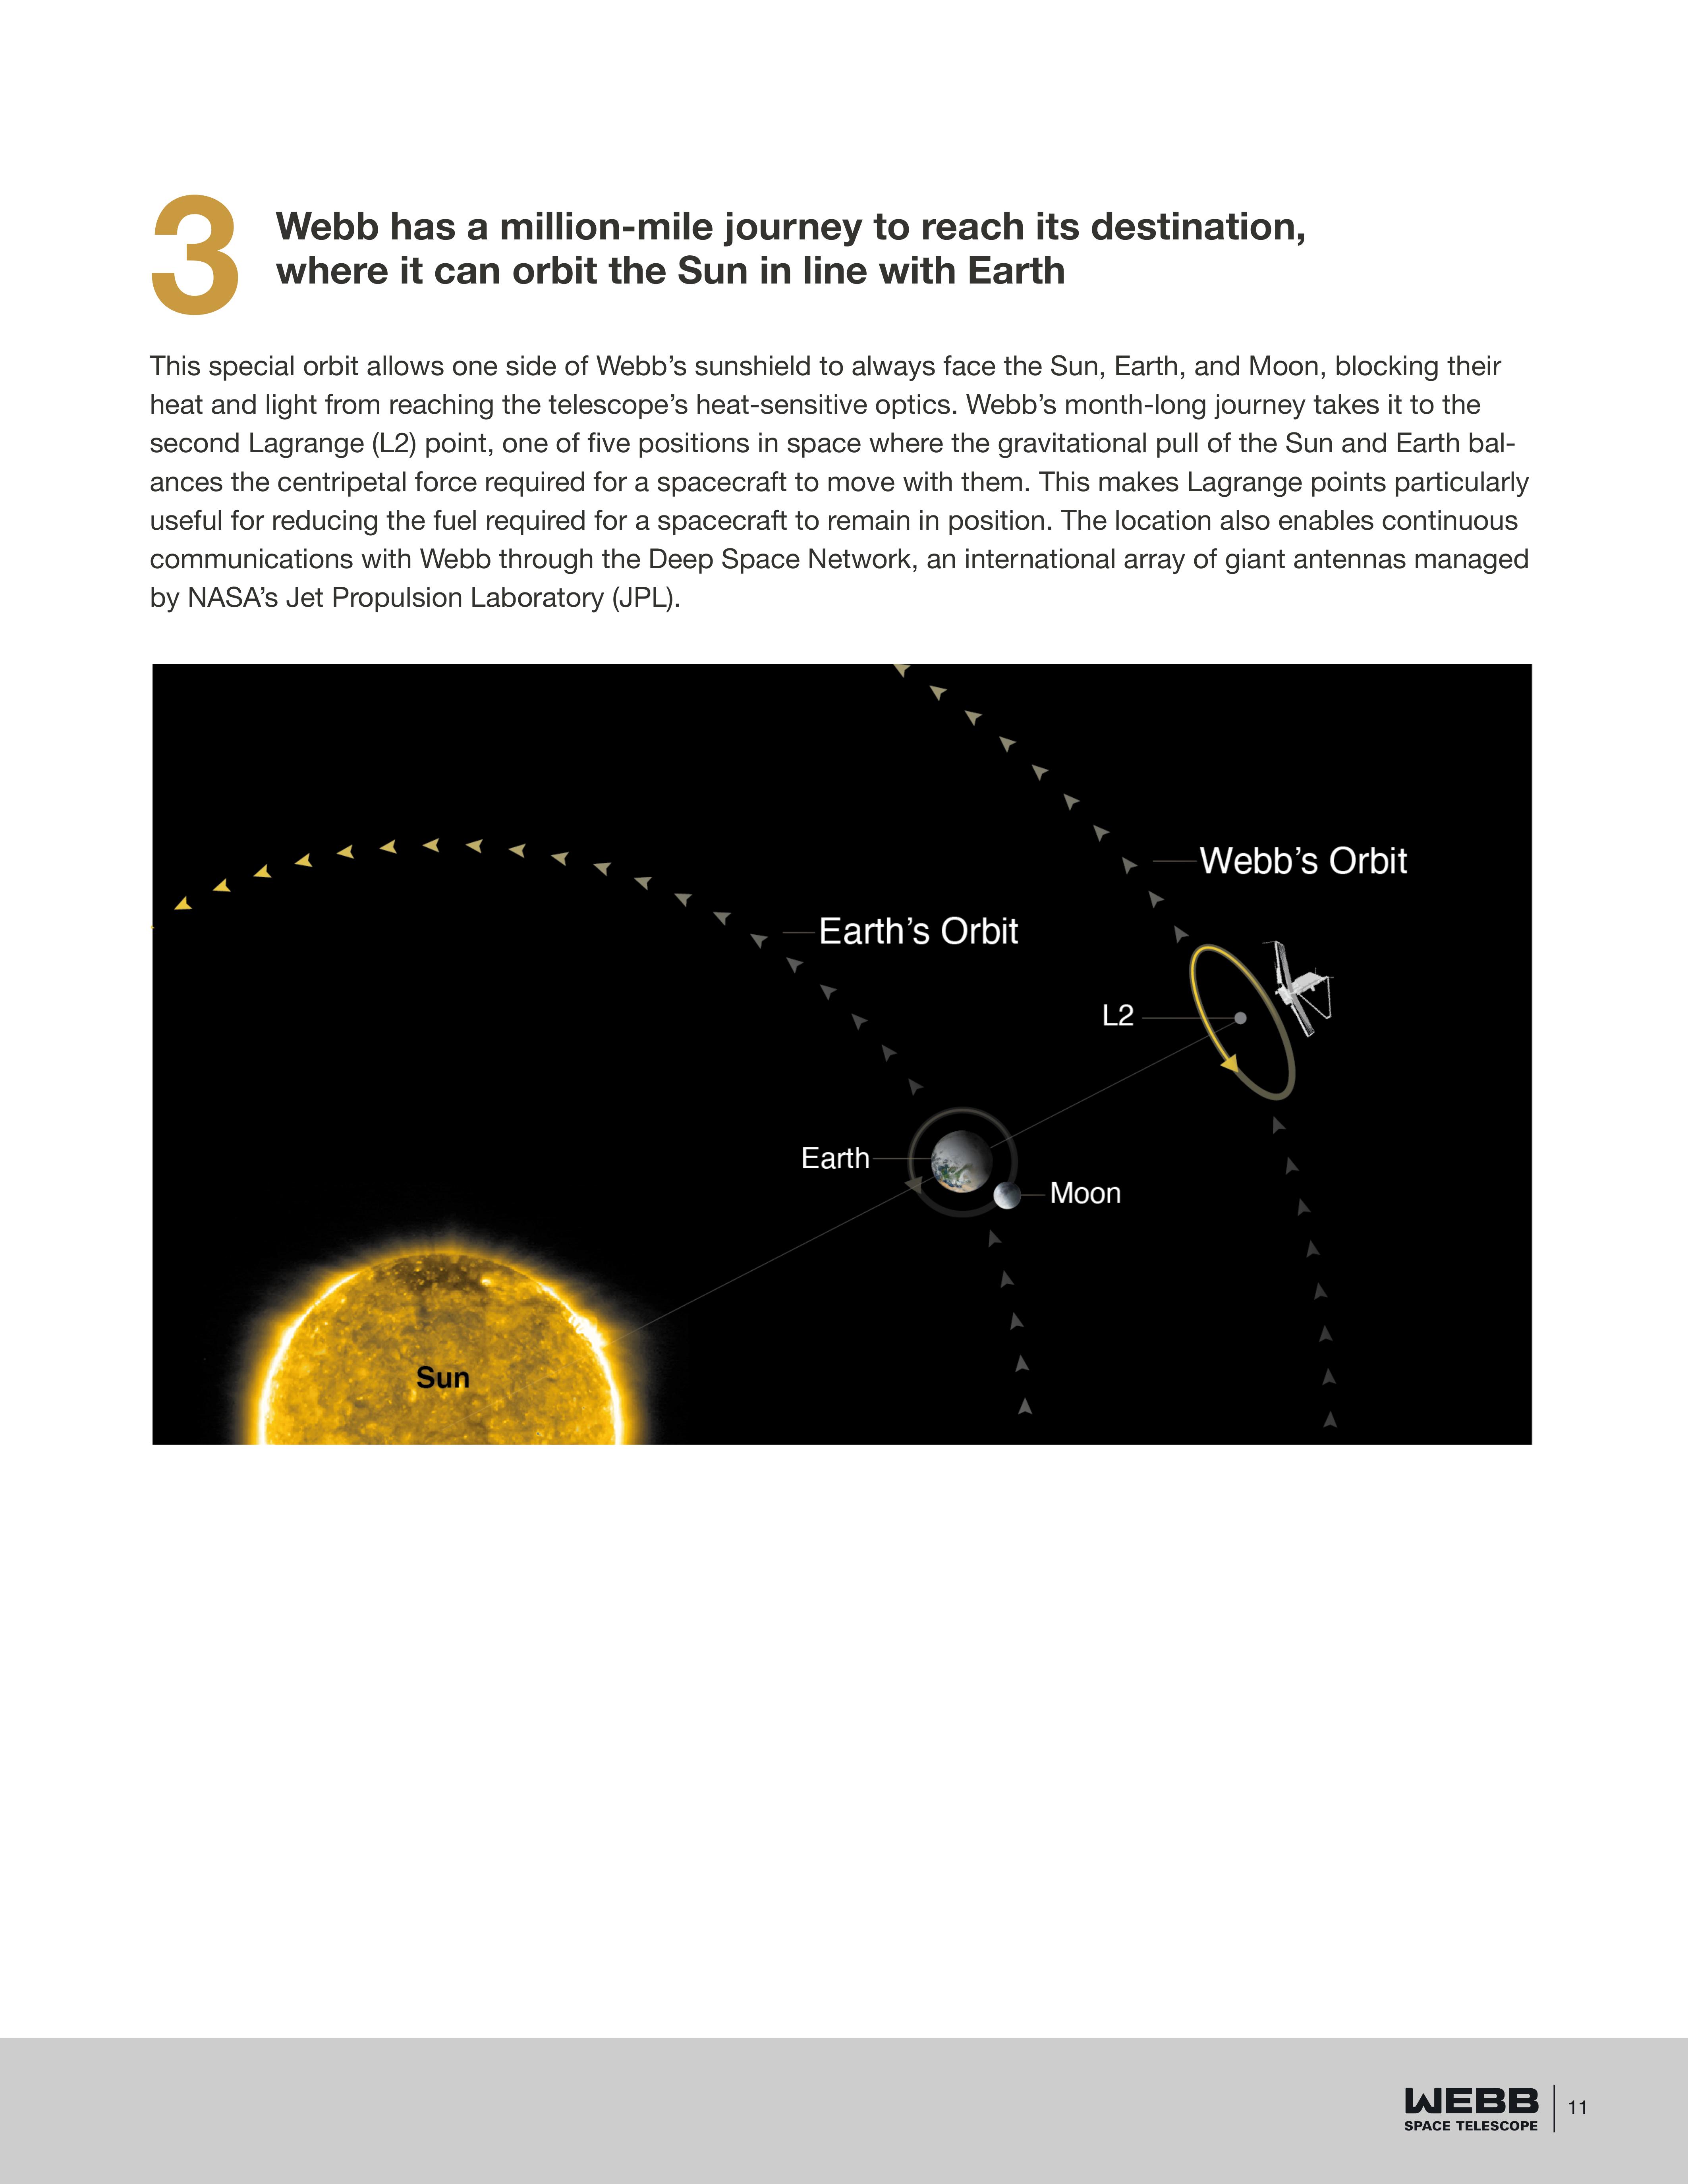 3
Webb has a million-mile journey to reach its destination,
where it can orbit the Sun in line with Earth
This special orbit allows one side of Webb’s sunshield to always face the Sun, Earth, and Moon, blocking their
heat and light from reaching the telescope’s heat-sensitive optics. Webb’s month-long journey takes it to the
second Lagrange (L2) point, one of five positions in space where the gravitational pull of the Sun and Earth bal-
ances the centripetal force required for a spacecraft to move with them. This makes Lagrange points particularly
useful for reducing the fuel required for a spacecraft to remain in position. The location also enables continuous
communications with Webb through the Deep Space Network, an international array of giant antennas managed
by NASA’s Jet Propulsion Laboratory (JPL).
Webb’s Orbit
Earth’s Orbit
L2
Earth
Moon
Sun
WEBB
SPACE TELESCOPE
11